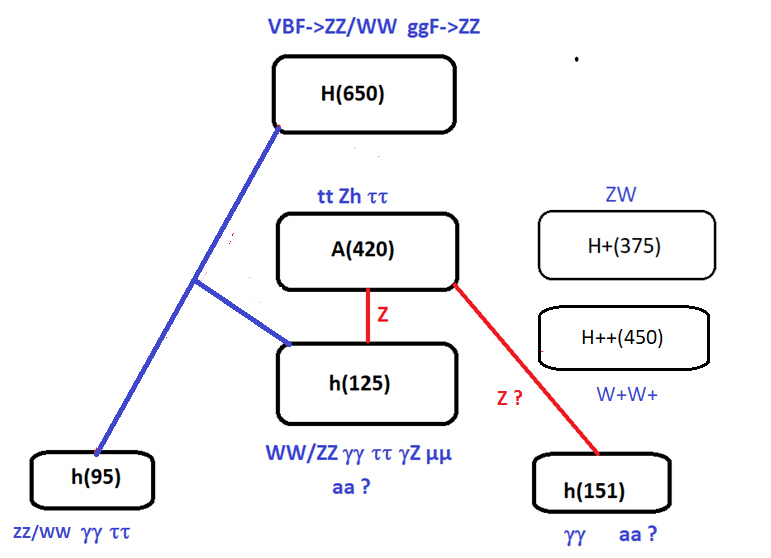 VBF->ZZ/WW ggF->ZZ
H(650)
tt Zh ττ
A(420)
ZW
H+(375)
Z
H++(450)
h(125)
Z ?
W+W+
WW/ZZ γγ ττ γZ μμ
aa ?
h(95)
h(151)
zz/ww γγ ττ
γγ aa ?